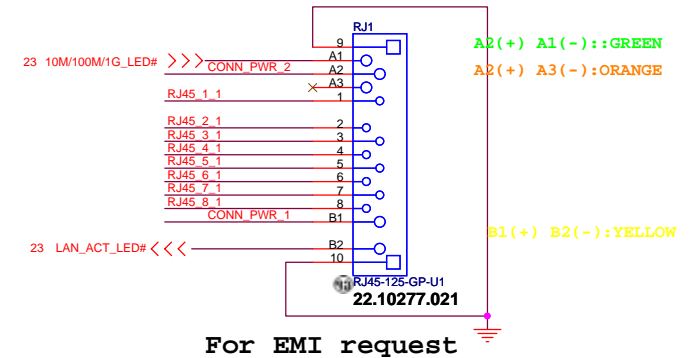 RJ1
9
A2(+) A1(-)::GREEN
23 10M/100M/1G_LED#
A1
CONN_PWR_2
A2
A2(+) A3(-):ORANGE
A3
RJ45_1_1
1
RJ45_2_1
2
RJ45_3_1
3
RJ45_4_1
4
RJ45_5_1
5
RJ45_6_1
6
RJ45_7_1
7
RJ45_8_1
8
CONN_PWR_1
B1
B1(+) B2(-):YELLOW
23 LAN_ACT_LED#
B2
10
RJ45-125-GP-U1
22.10277.021
For EMI request